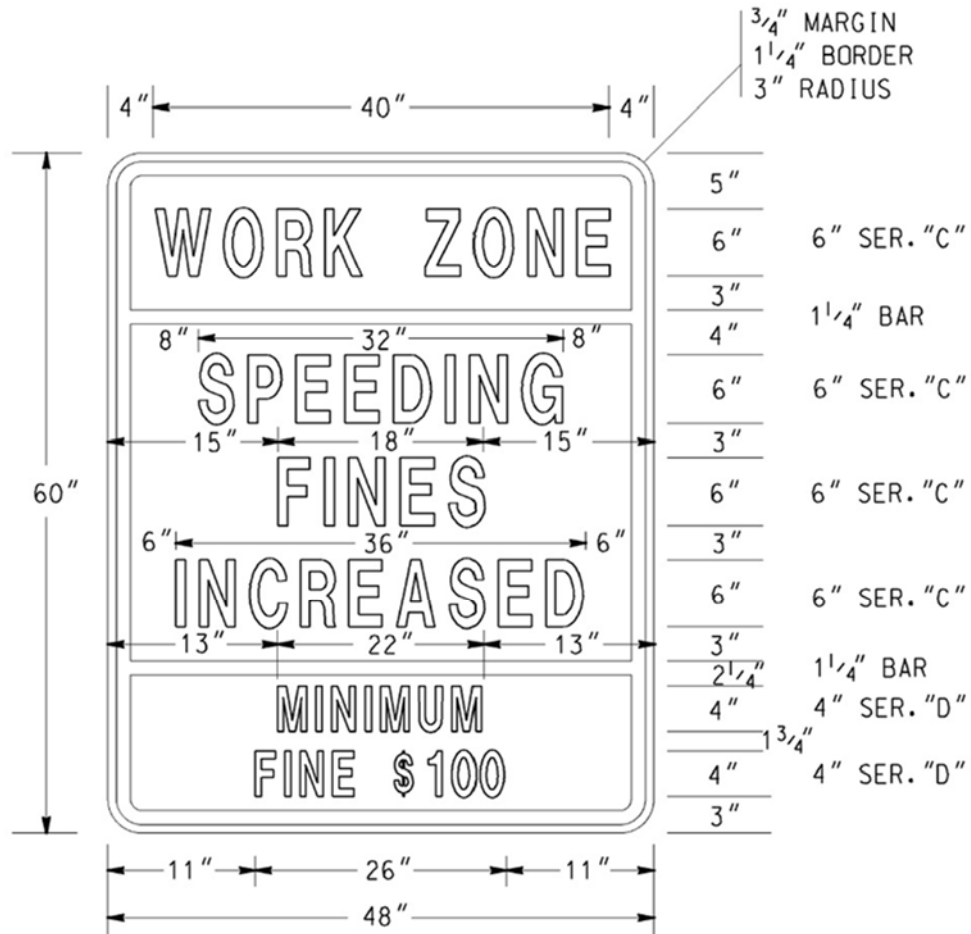 3/4" MARGIN
1 1/4" BORDER
3" RADIUS
4" 40" 4"
5"
WORK ZONE
6" 6" SER."C"
3"
1 1/4" BAR
8" 32" 8"
4"
SPEEDING
6" 6" SER."C"
15" 18" 15"
3"
60"
FINES
6" 6" SER."C"
6" 36" 6"
3"
INCREASED
6" 6" SER."C"
13" 22" 13"
3"
2 1/4" 1 1/4" BAR
MINIMUM
4" 4" SER."D"
1 3/4"
FINE $100
4" 4" SER."D"
3"
11" 26" 11"
48"